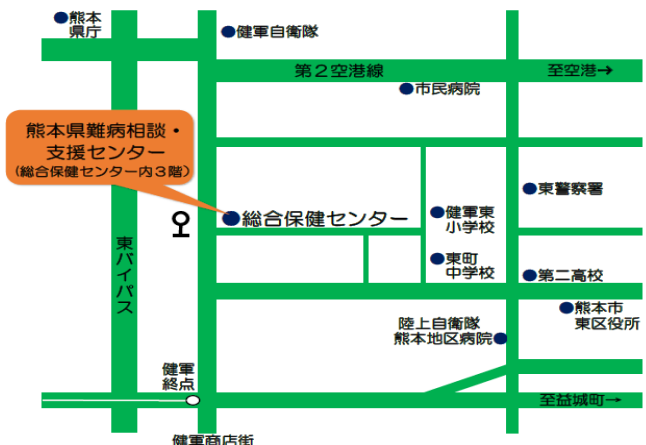 熊本
県庁
健軍自衛隊
第２空港線
至空港→
市民病院
熊本県難病相談・
支援センター
（総合保健センター内３階）
東警察署
総合保健センター
健軍東
小学校
東バイパス
東町
中学校
第二高校
熊本市
東区役所
陸上自衛隊
熊本地区病院
健軍
終点
至益城町→
健軍商店街